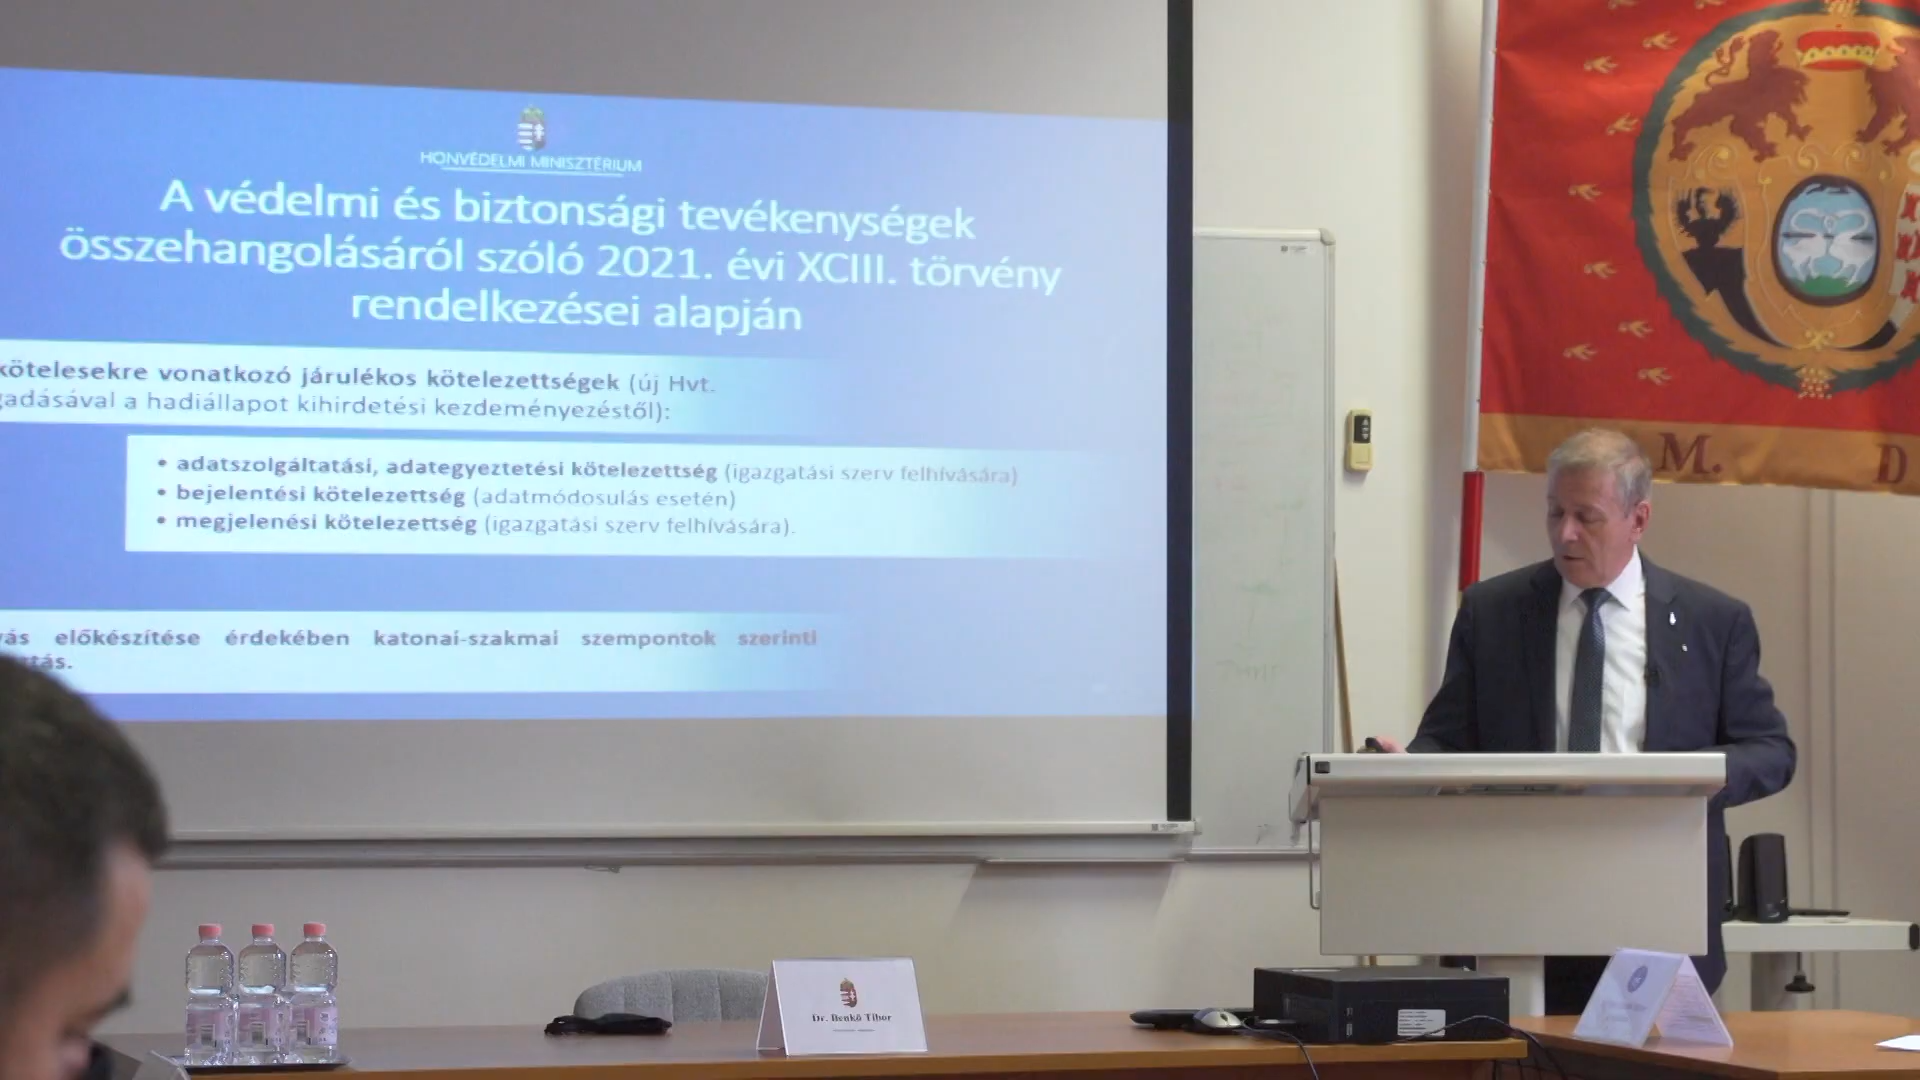 HONVÉDELMI MINISZTÉRIUM
A védelmi és biztonsági tevékenységek
összehangolásáról szóló 2021. évi XCIII. törvény
rendelkezései alapján
kötelesekre vonatkozó járulékos kötelezettségek (új Hvt.
gadásával a hadiállapot kihirdetési kezdeményezéstől):
• adatszolgáltatási, adategyeztetési kötelezettség (igazgatási szerv felhívására)
• bejelentési kötelezettség (adatmódosulás esetén)
• megjelenési kötelezettség (igazgatási szerv felhívására).
vás előkészítése érdekében katonai-szakmai szempontok szerinti
tás.
M. D
Dr. Benkő Tibor